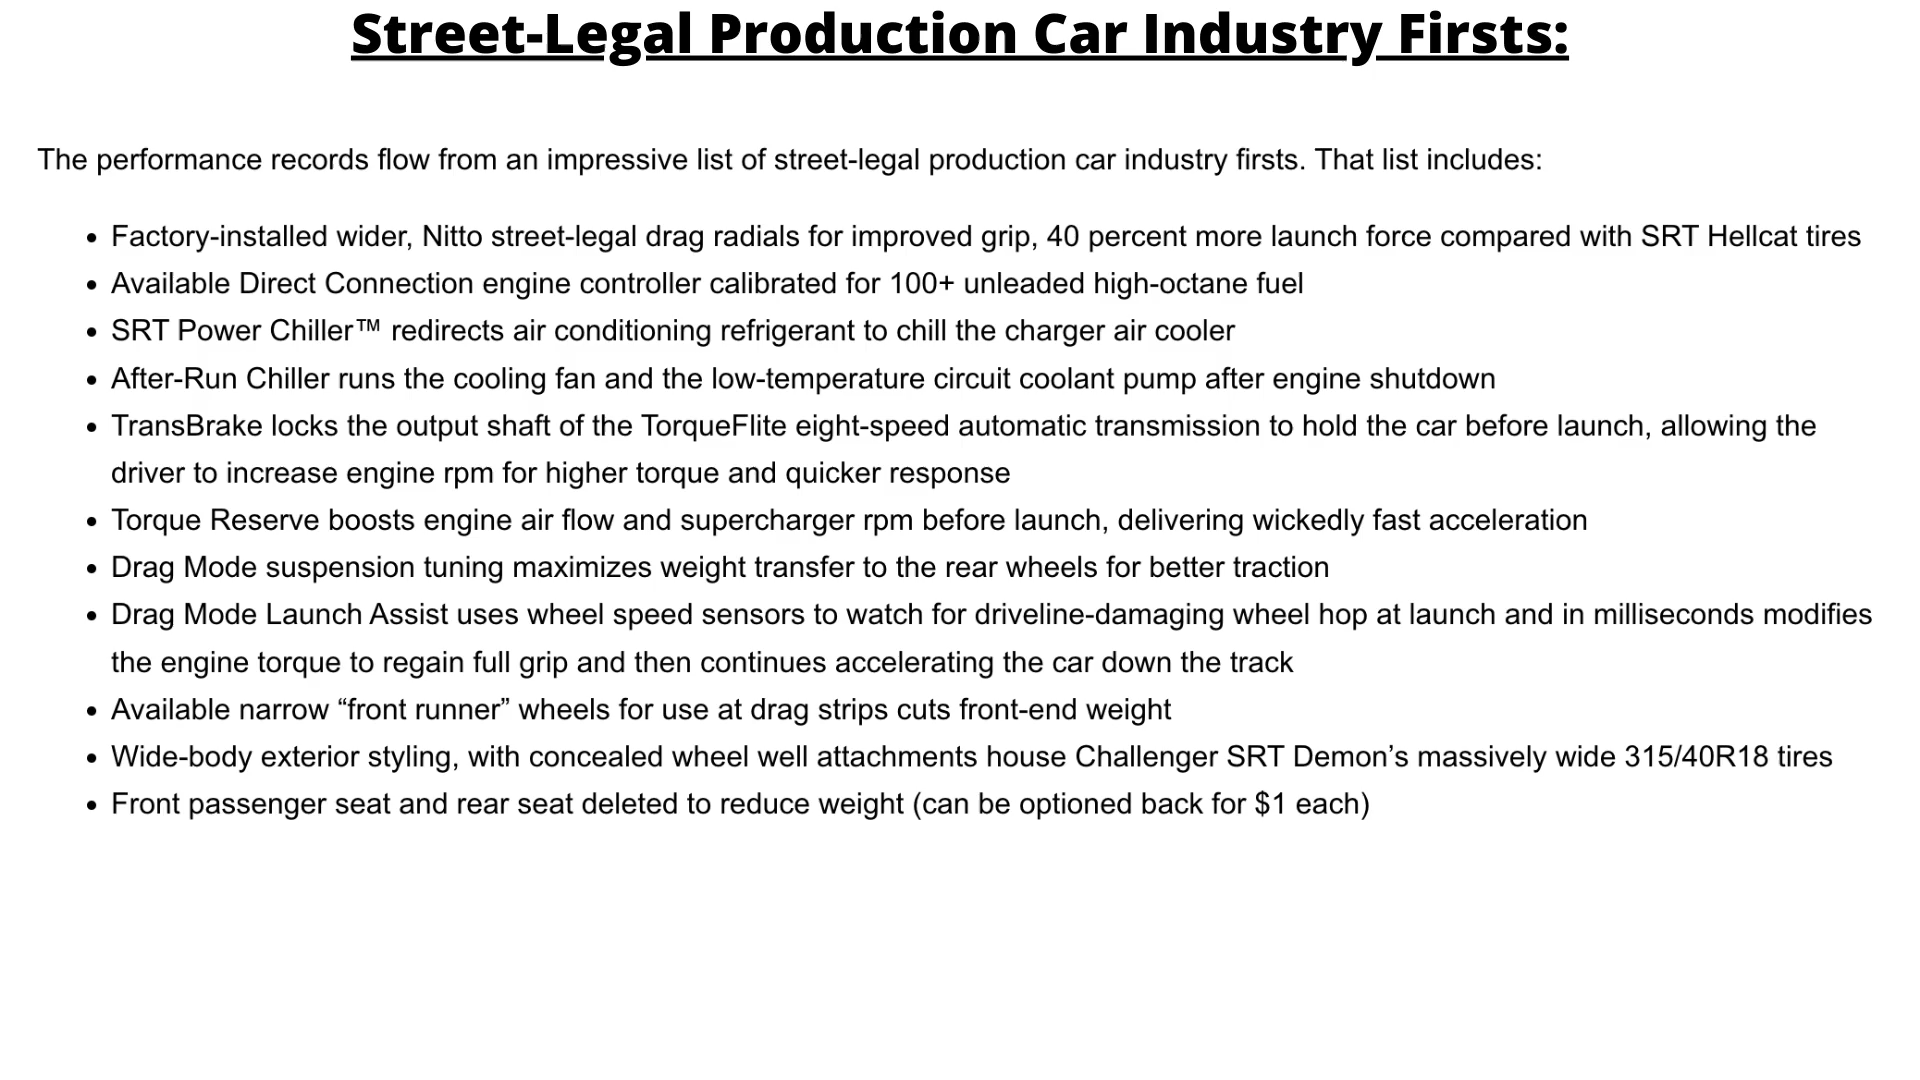 Street-Legal Production Car Industry Firsts:
The performance records flow from an impressive list of street-legal production car industry firsts. That list includes:
• Factory-installed wider, Nitto street-legal drag radials for improved grip, 40 percent more launch force compared with SRT Hellcat tires
• Available Direct Connection engine controller calibrated for 100+ unleaded high-octane fuel
• SRT Power Chiller™ redirects air conditioning refrigerant to chill the charger air cooler
• After-Run Chiller runs the cooling fan and the low-temperature circuit coolant pump after engine shutdown
• TransBrake locks the output shaft of the TorqueFlite eight-speed automatic transmission to hold the car before launch, allowing the
driver to increase engine rpm for higher torque and quicker response
• Torque Reserve boosts engine air flow and supercharger rpm before launch, delivering wickedly fast acceleration
• Drag Mode suspension tuning maximizes weight transfer to the rear wheels for better traction
• Drag Mode Launch Assist uses wheel speed sensors to watch for driveline-damaging wheel hop at launch and in milliseconds modifies
the engine torque to regain full grip and then continues accelerating the car down the track
• Available narrow “front runner” wheels for use at drag strips cuts front-end weight
• Wide-body exterior styling, with concealed wheel well attachments house Challenger SRT Demon’s massively wide 315/40R18 tires
• Front passenger seat and rear seat deleted to reduce weight (can be optioned back for $1 each)